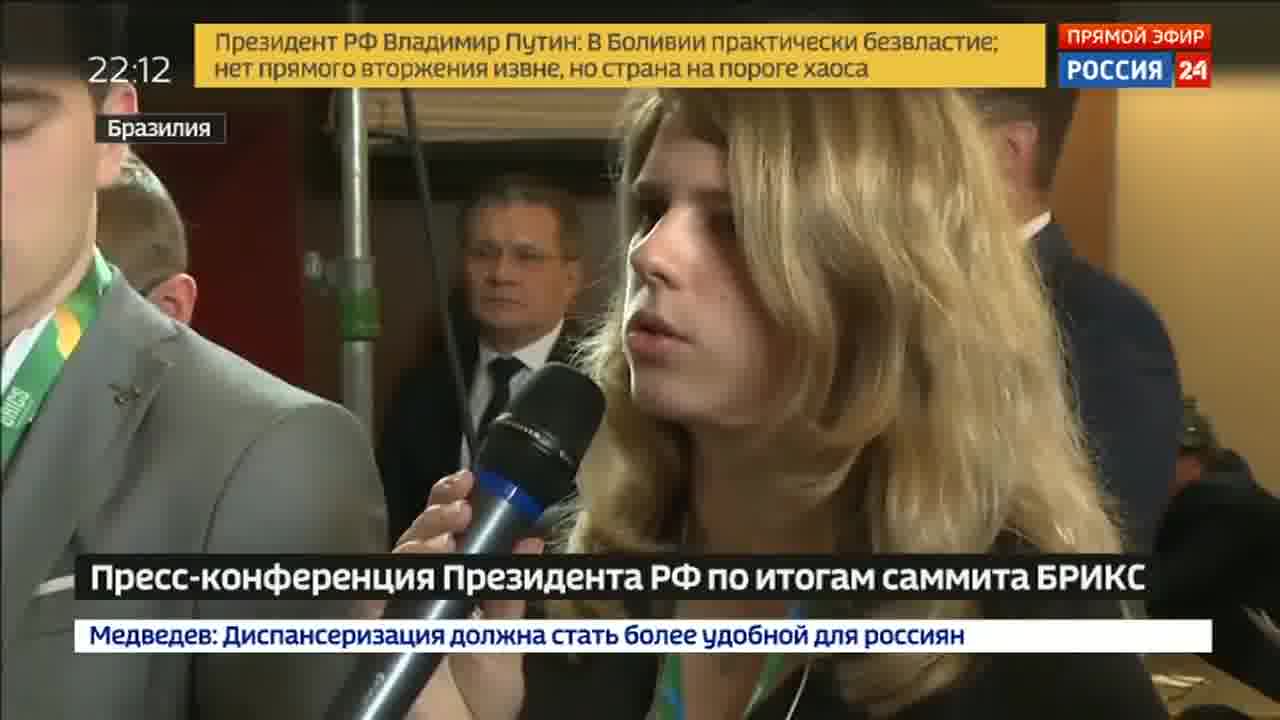 22:12
Президент РФ Владимир Путин: В Боливии практически безвластие;
нет прямого вторжения извне, но страна на пороге хаоса
ПРЯМОЙ ЭФИР
РОССИЯ 24
Бразилия
BRICS
Пресс-конференция Президента РФ по итогам саммита БРИКС
Медведев: Диспансеризация должна стать более удобной для россиян